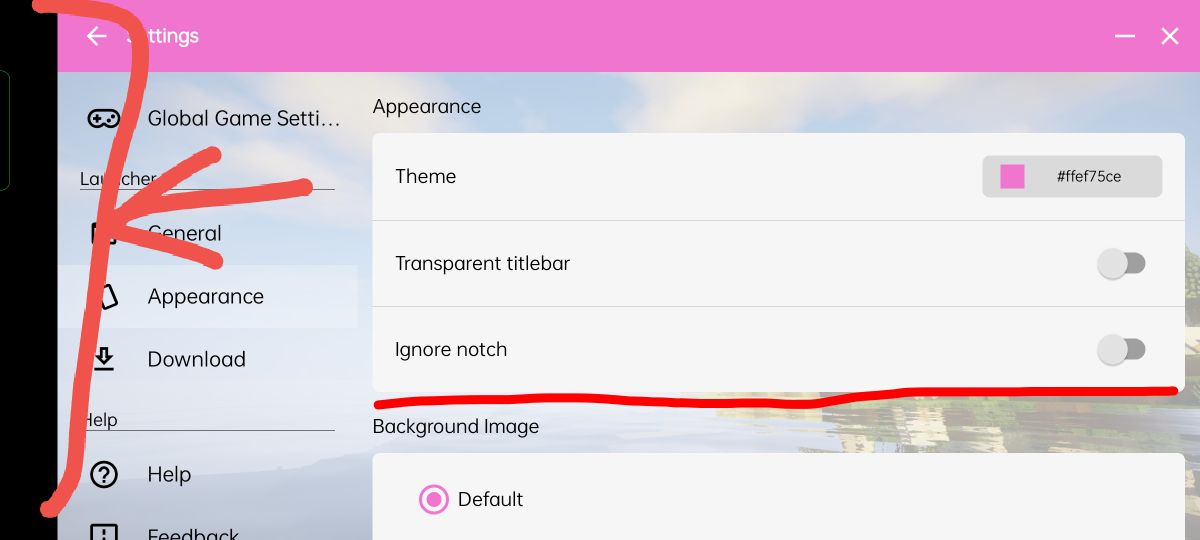 Settings
Global Game Setti...
Launcher
General
Appearance
Download
Help
Help
Feedback
Appearance
Theme
#ffef75ce
Transparent titlebar
Ignore notch
Background Image
Default